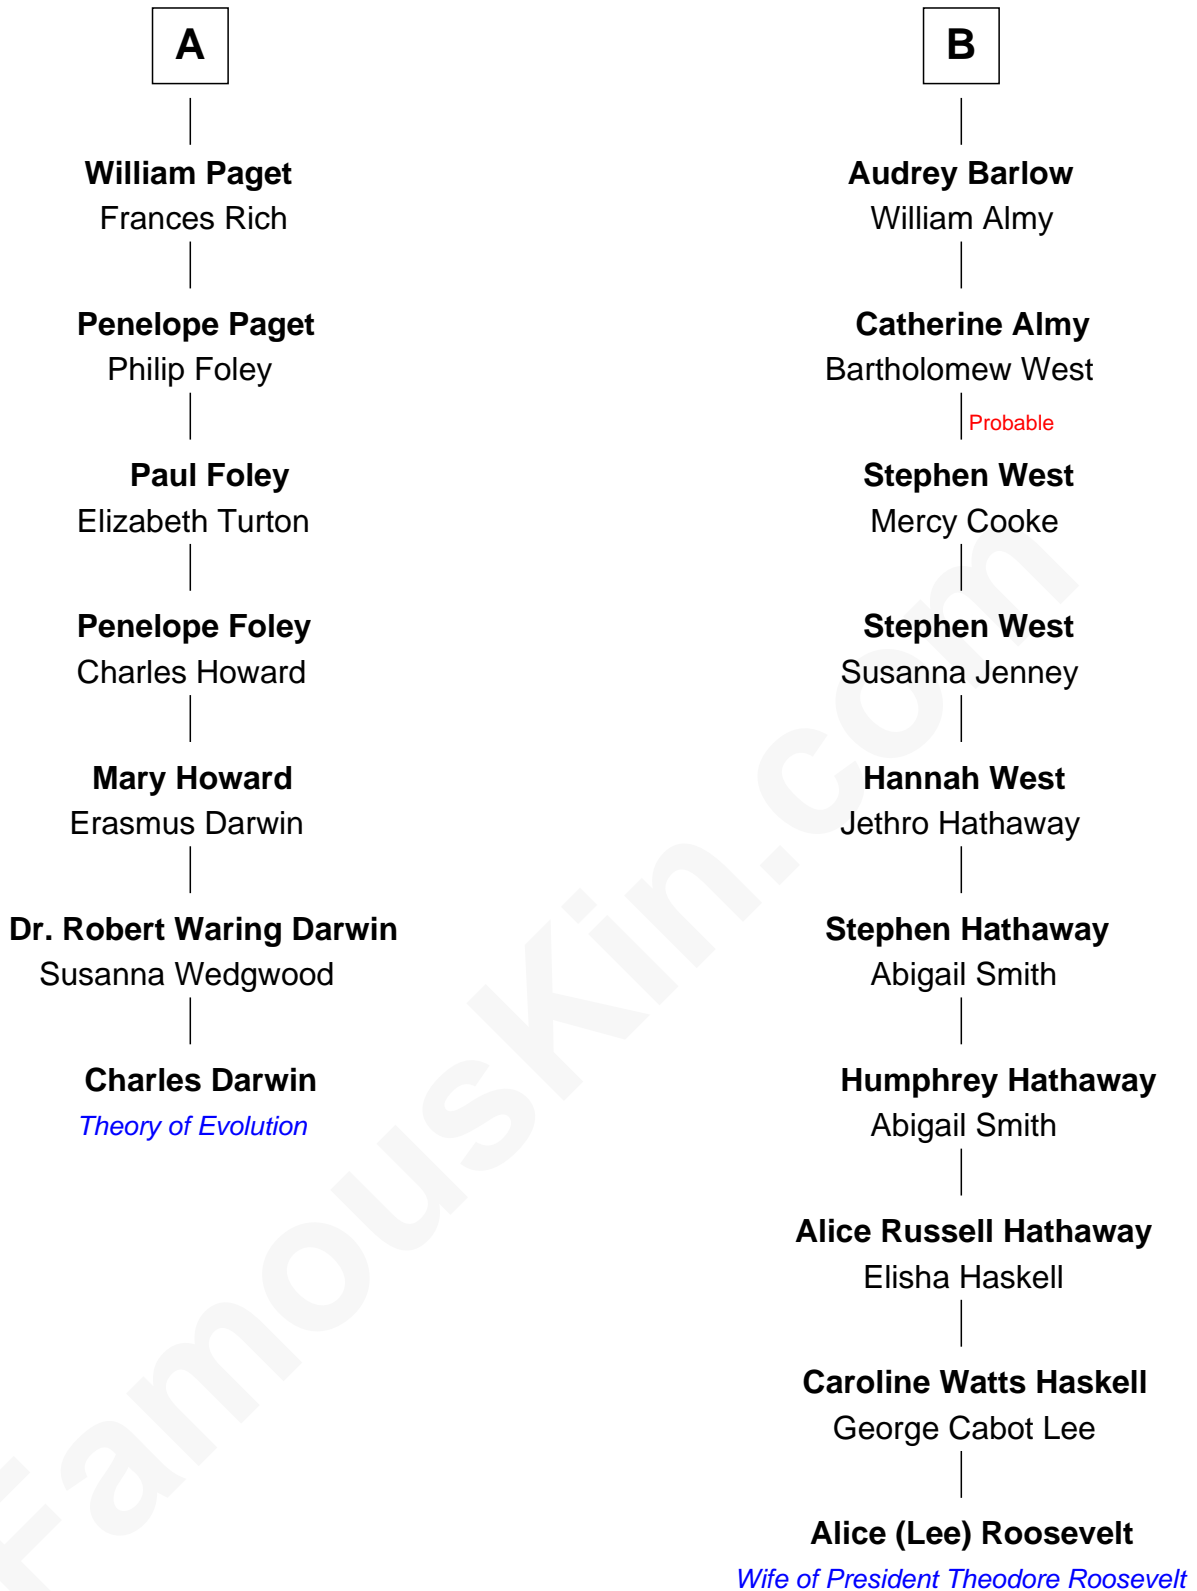 A
William Paget
Frances Rich
Penelope Paget
Philip Foley
Paul Foley
Elizabeth Turton
Penelope Foley
Charles Howard
Mary Howard
Erasmus Darwin
Dr. Robert Waring Darwin
Susanna Wedgwood
Charles Darwin
Theory of Evolution
B
Audrey Barlow
William Almy
Catherine Almy
Bartholomew West
Probable
Stephen West
Mercy Cooke
Stephen West
Susanna Jenney
Hannah West
Jethro Hathaway
Stephen Hathaway
Abigail Smith
Humphrey Hathaway
Abigail Smith
Alice Russell Hathaway
Elisha Haskell
Caroline Watts Haskell
George Cabot Lee
Alice (Lee) Roosevelt
Wife of President Theodore Roosevelt
FamousKin.com